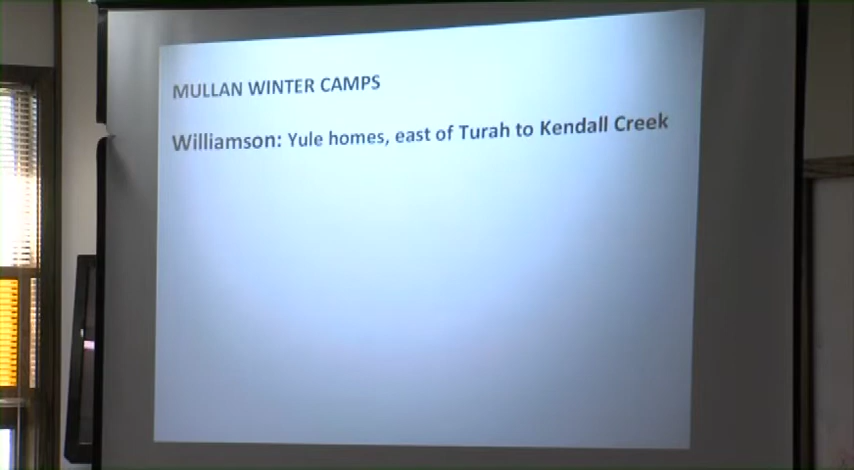 MULLAN WINTER CAMPS
Williamson: Yule homes, east of Turah to Kendall Creek